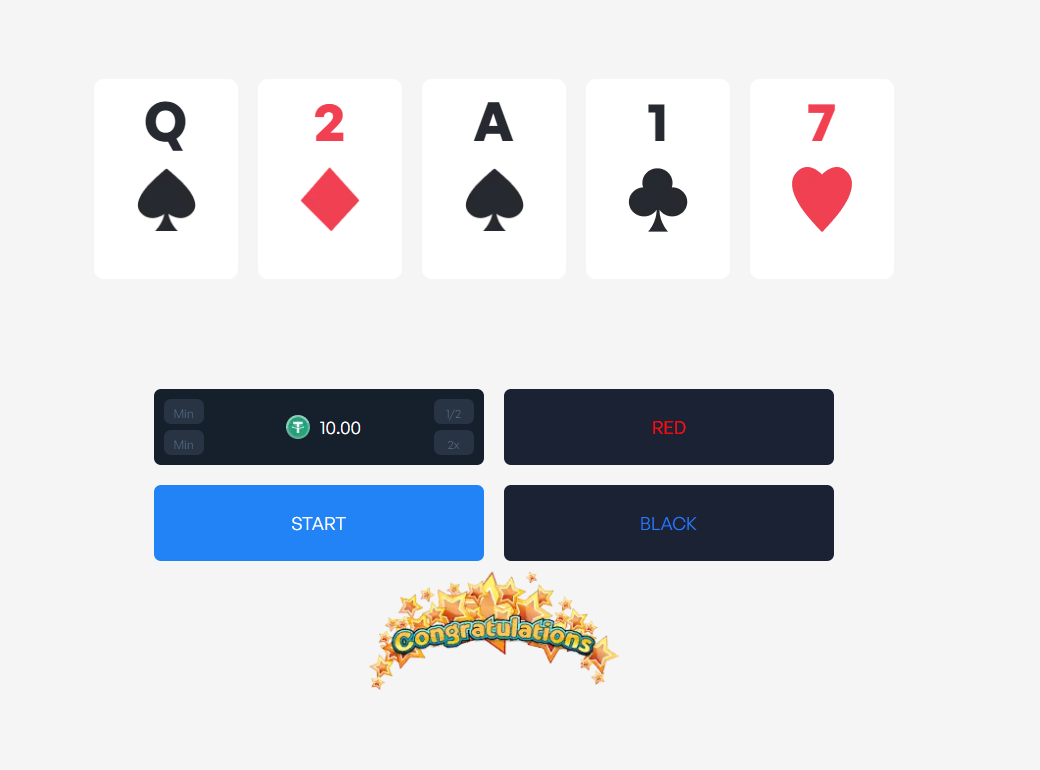 Q 2 A 1 7
Min 10.00 1/2 RED
Min 2x
START BLACK
Congratulations